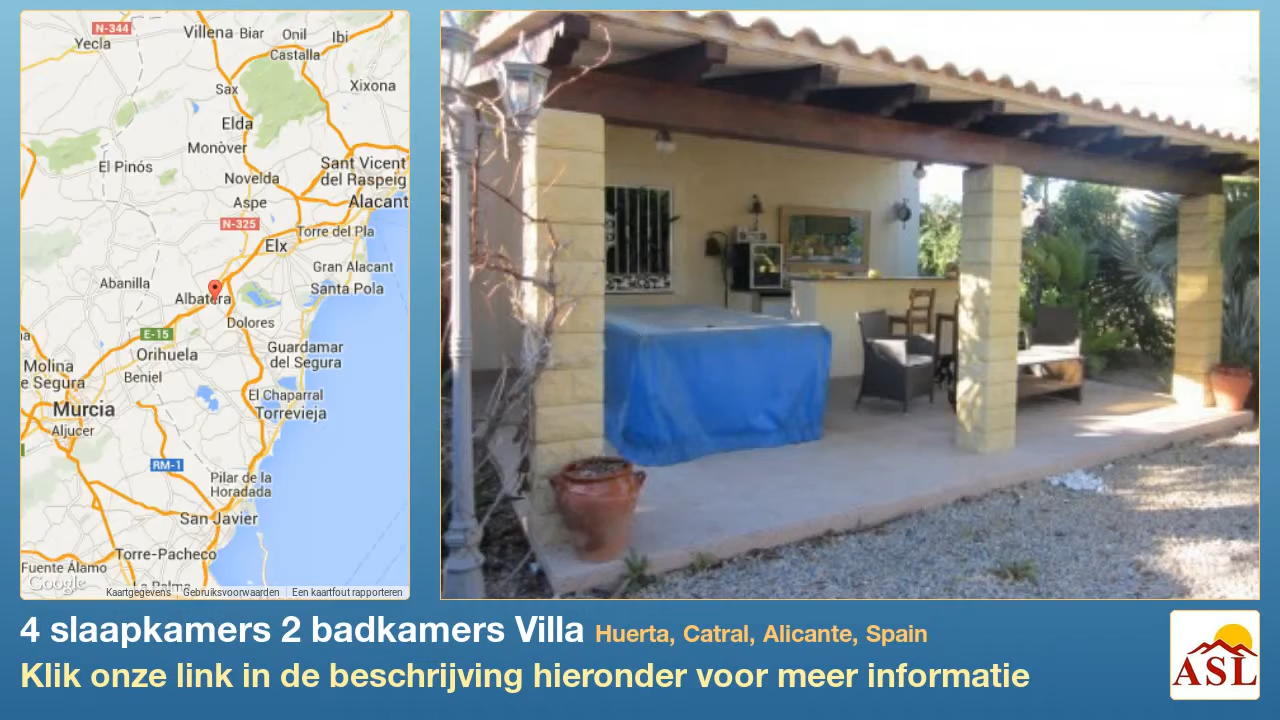 N-344
Yecla
Villena
Biar
Onil
Ibi
Castalla
Sax
Xixona
Elda
Monòver
El Pinós
Sant Vicent
del Raspeig
Novelda
Aspe
Alacant
N-325
Torre del Pla
Elx
Gran Alacant
Abanilla
Santa Pola
Albatera
Dolores
E-15
Orihuela
Guardamar
del Segura
Molina
e Segura
Beniel
El Chaparral
Torrevieja
Murcia
Aljucer
RM-1
Pilar de la
Horadada
San Javier
Torre-Pacheco
Fuente Álamo
La Palma
Google
Kaartgegevens Gebruiksvoorwaarden Een kaartfout rapporteren
4 slaapkamers 2 badkamers Villa Huerta, Catral, Alicante, Spain
Klik onze link in de beschrijving hieronder voor meer informatie
ASL